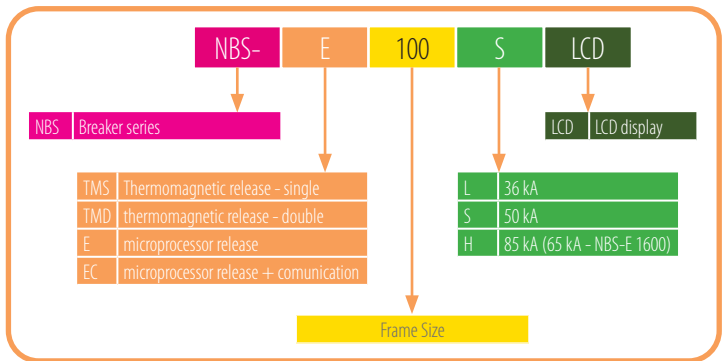 NBS- E 100 S LCD
NBS Breaker series
LCD LCD display
TMS Thermomagnetic release - single
TMD thermomagnetic release - double
E microprocessor release
EC microprocessor release + comunication
L 36 kA
S 50 kA
H 85 kA (65 kA - NBS-E 1600)
Frame Size